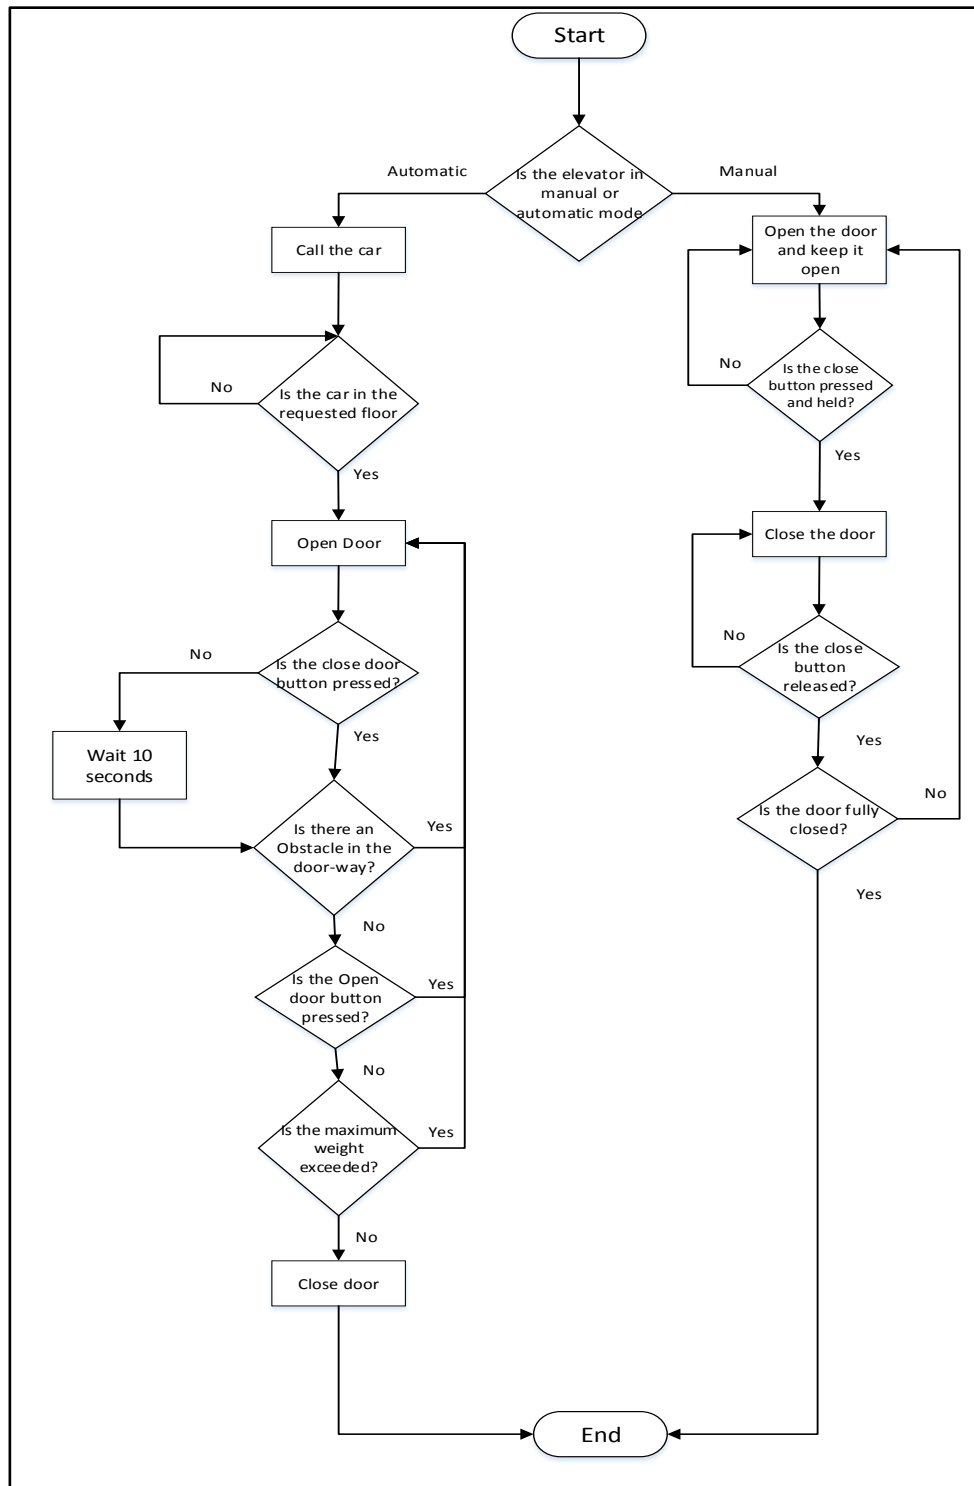 Start
Is the elevator in
manual or
automatic mode
Automatic
Manual
Call the car
Open the door
and keep it
open
No
Is the car in the
requested floor
Yes
No
Is the close
button pressed
and held?
Yes
Open Door
Close the door
No
Is the close door
button pressed?
Yes
No
Is the close
button
released?
Yes
Wait 10
seconds
Is there an
Obstacle in the
door-way?
Yes
No
Is the door fully
closed?
No
Yes
Is the Open
door button
pressed?
Yes
No
Is the maximum
weight
exceeded?
Yes
No
Close door
End